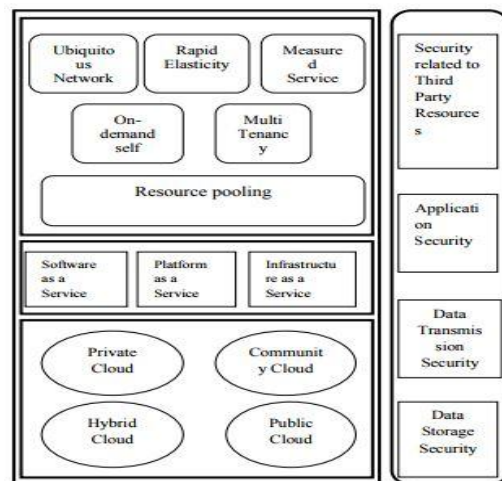 Ubiquito
us
Network
Rapid
Elasticity
Measure
d
Service
On-
demand
self
Multi
Tenanc
y
Resource pooling
Software
as a
Service
Platform
as a
Service
Infrastructu
re as a
Service
Private
Cloud
Communit
y Cloud
Hybrid
Cloud
Public
Cloud
Security
related to
Third
Party
Resource
s
Applicati
on
Security
Data
Transmis
sion
Security
Data
Storage
Security